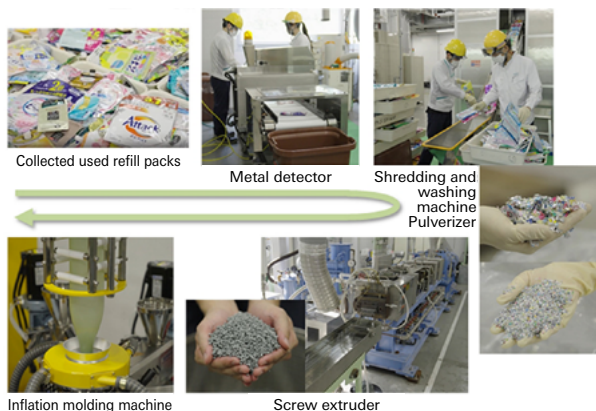 Attack
Collected used refill packs
Metal detector
Shredding and
washing
machine
Pulverizer
Inflation molding machine
Screw extruder